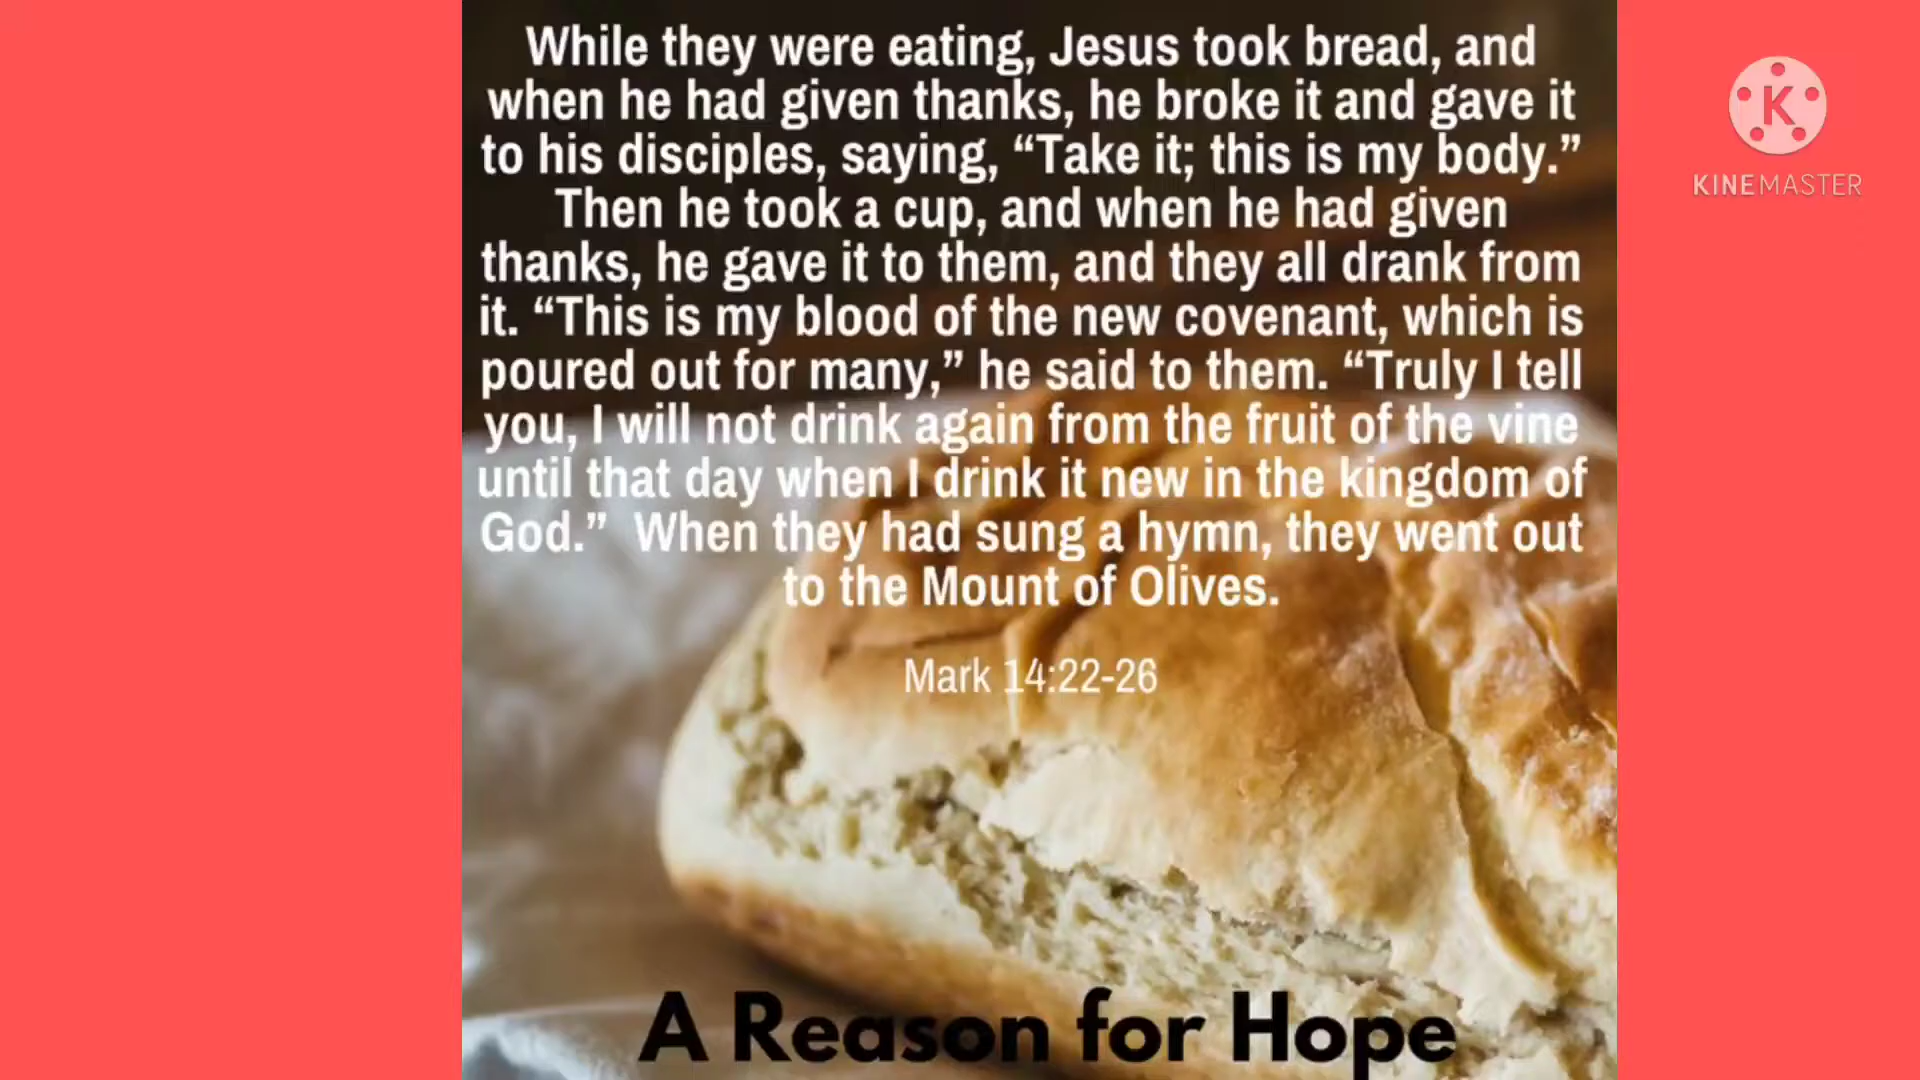 While they were eating, Jesus took bread, and
when he had given thanks, he broke it and gave it
to his disciples, saying, “Take it; this is my body.”
Then he took a cup, and when he had given
thanks, he gave it to them, and they all drank from
it. “This is my blood of the new covenant, which is
poured out for many,” he said to them. “Truly I tell
you, I will not drink again from the fruit of the vine
until that day when I drink it new in the kingdom of
God.”  When they had sung a hymn, they went out
to the Mount of Olives.
Mark 14:22-26
A Reason for Hope
K
KINEMASTER